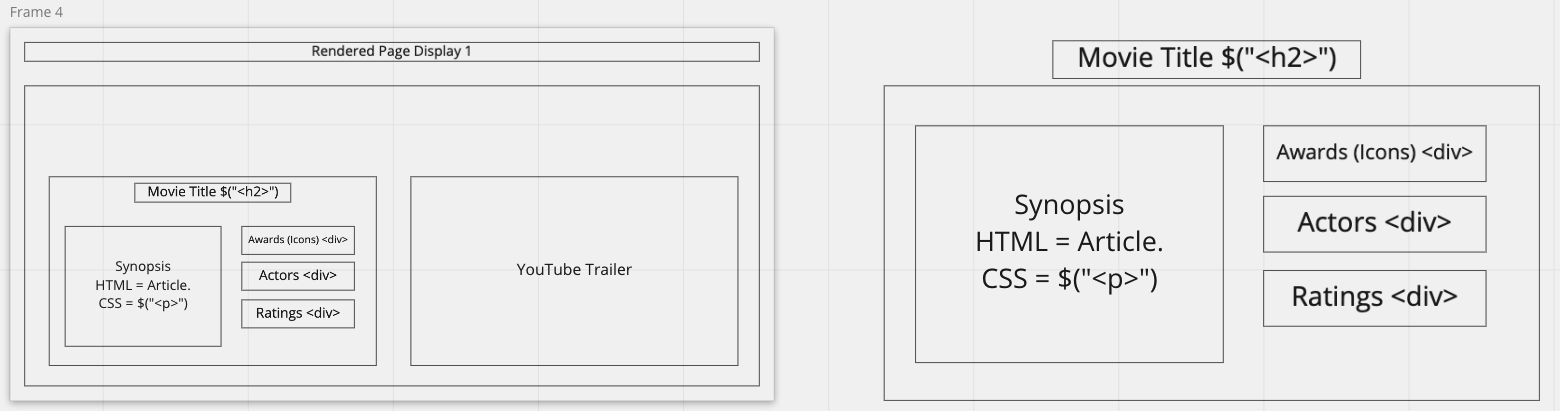 Frame 4
Rendered Page Display 1
Movie Title $("<h2>")
Synopsis
HTML = Article.
CSS = $("<p>")
Awards (Icons) <div>
Actors <div>
Ratings <div>
YouTube Trailer
Movie Title $("<h2>")
Synopsis
HTML = Article.
CSS = $("<p>")
Awards (Icons) <div>
Actors <div>
Ratings <div>